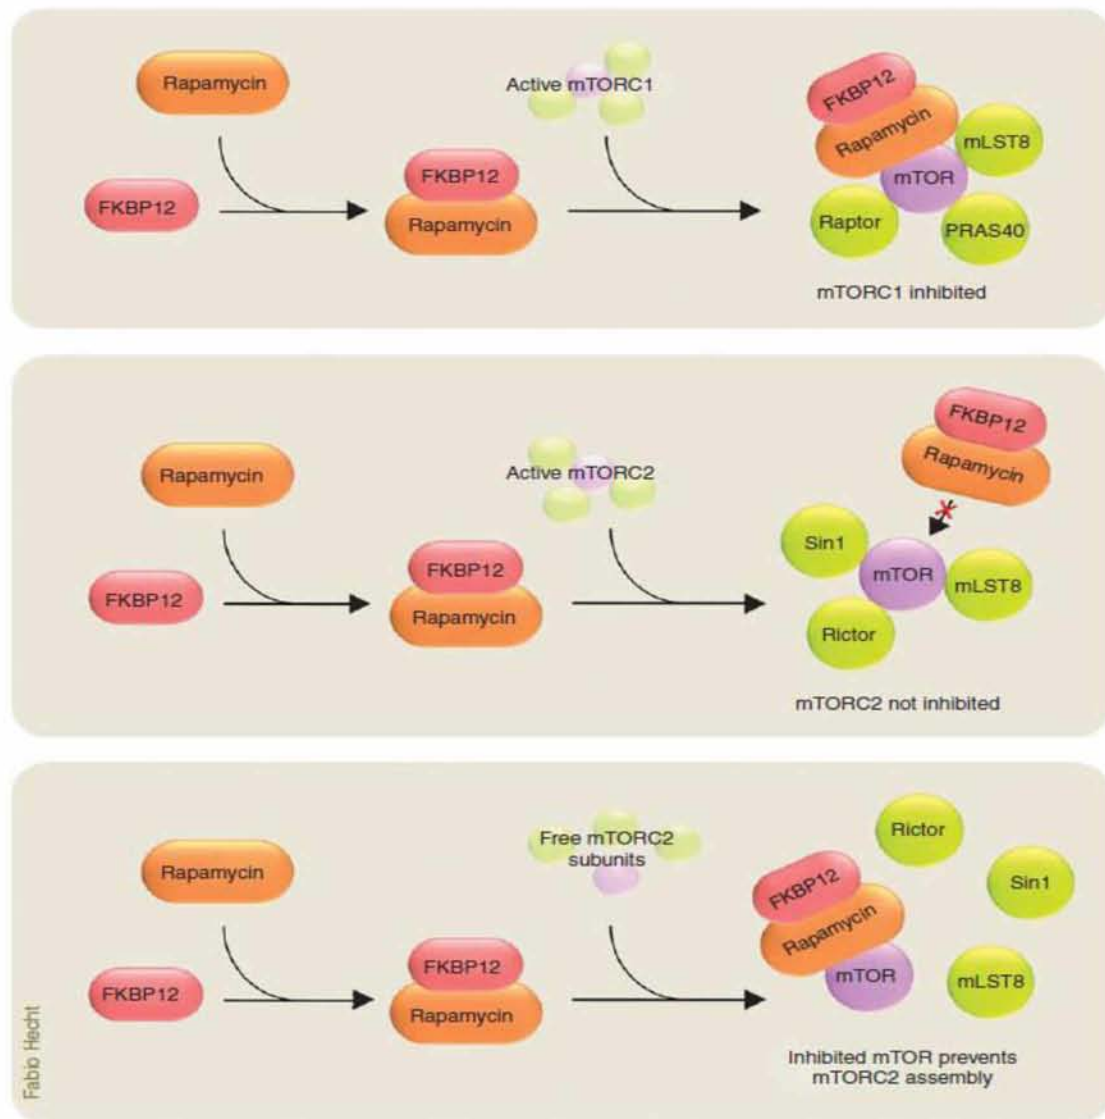 Rapamycin
Active mTORC1
FKBP12
FKBP12
Rapamycin
FKBP12
Rapamycin
mLST8
mTOR
Raptor
PRAS40
mTORC1 inhibited
Rapamycin
Active mTORC2
FKBP12
FKBP12
Rapamycin
FKBP12
Rapamycin
Sin1
mTOR
mLST8
Rictor
mTORC2 not inhibited
Rapamycin
Free mTORC2
subunits
FKBP12
FKBP12
Rapamycin
Rictor
FKBP12
Sin1
Rapamycin
mTOR
mLST8
Inhibited mTOR prevents
mTORC2 assembly
Fabio Hecht